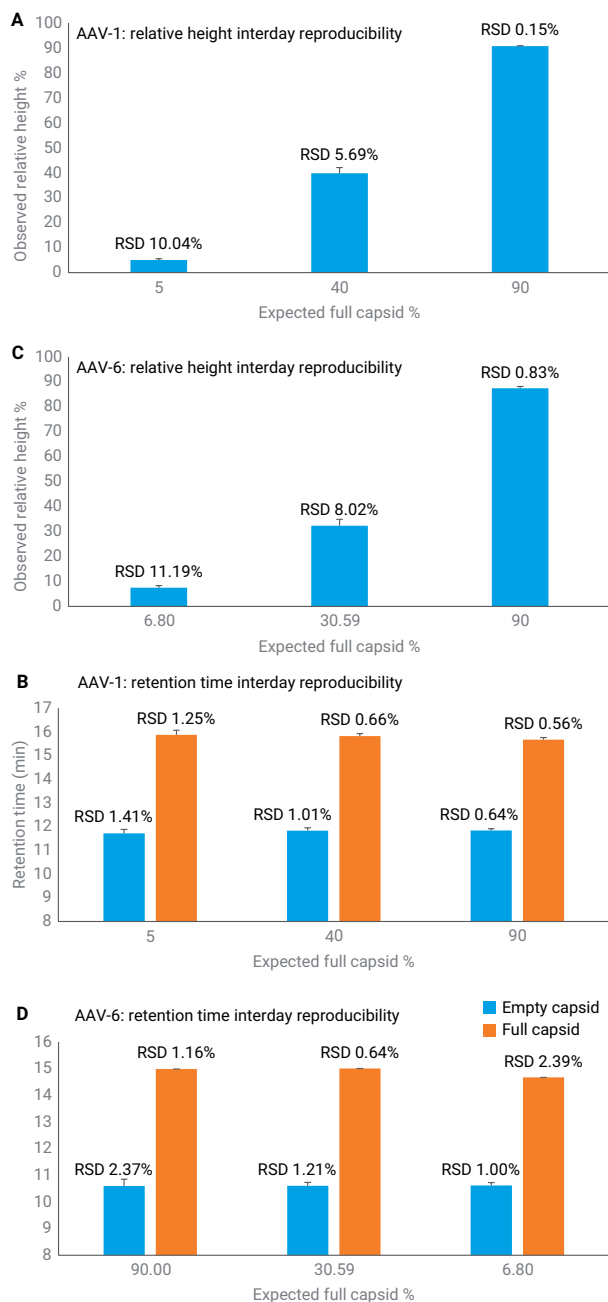 A
AAV-1: relative height interday reproducibility
Observed relative height %
100
90
80
70
60
50
40
30
20
10
0
RSD 10.04%
RSD 5.69%
RSD 0.15%
5 40 90
Expected full capsid %
C
AAV-6: relative height interday reproducibility
Observed relative height %
100
90
80
70
60
50
40
30
20
10
0
RSD 11.19%
RSD 8.02%
RSD 0.83%
6.80 30.59 90
Expected full capsid %
B
AAV-1: retention time interday reproducibility
Retention time (min)
17
16
15
14
13
12
11
10
9
8
RSD 1.41%
RSD 1.25%
RSD 1.01%
RSD 0.66%
RSD 0.64%
RSD 0.56%
5 40 90
Expected full capsid %
D
AAV-6: retention time interday reproducibility
Empty capsid
Full capsid
16
15
14
13
12
11
10
9
8
RSD 2.37%
RSD 1.16%
RSD 1.21%
RSD 0.64%
RSD 1.00%
RSD 2.39%
90.00 30.59 6.80
Expected full capsid %